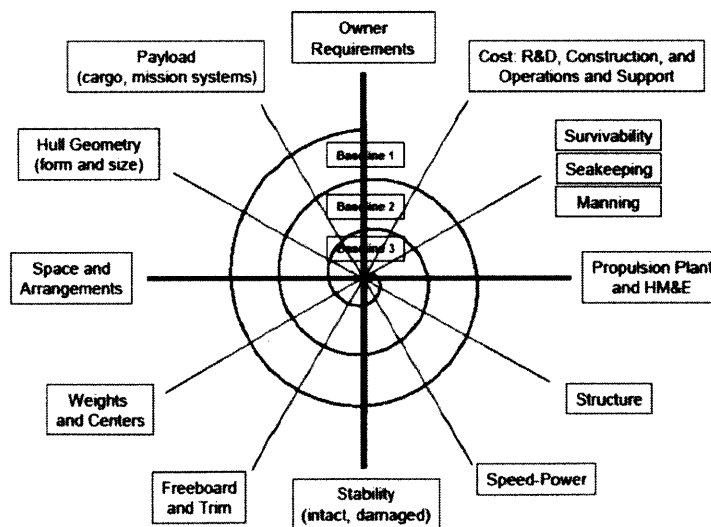 Owner
Requirements
Payload
(cargo, mission systems)
Cost: R&D, Construction, and
Operations and Support
Hull Geometry
(form and size)
Baseline 1
Survivability
Seakeeping
Manning
Baseline 2
Baseline 3
Space and
Arrangements
Propulsion Plant
and HM&E
Weights
and Centers
Structure
Freeboard
and Trim
Stability
(intact, damaged)
Speed-Power